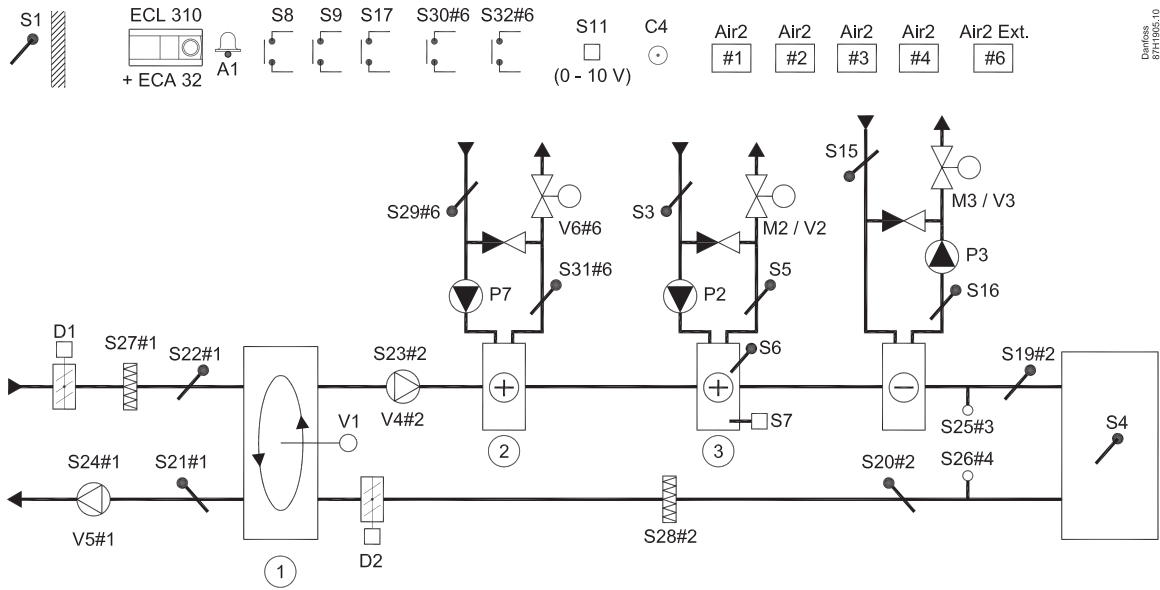 S1
ECL 310
+ ECA 32
A1
S8
S9
S17
S30#6
S32#6
S11
(0 - 10 V)
C4
Air2
#1
Air2
#2
Air2
#3
Air2
#4
Air2 Ext.
#6
Danfoss
87H1905.10
S29#6
V6#6
S31#6
P7
S3
M2 / V2
S5
P2
S15
M3 / V3
P3
S16
D1
S27#1
S22#1
S23#2
V4#2
S6
S7
S19#2
S25#3
2
3
V1
S4
S24#1
S21#1
V5#1
S20#2
S26#4
S28#2
D2
1